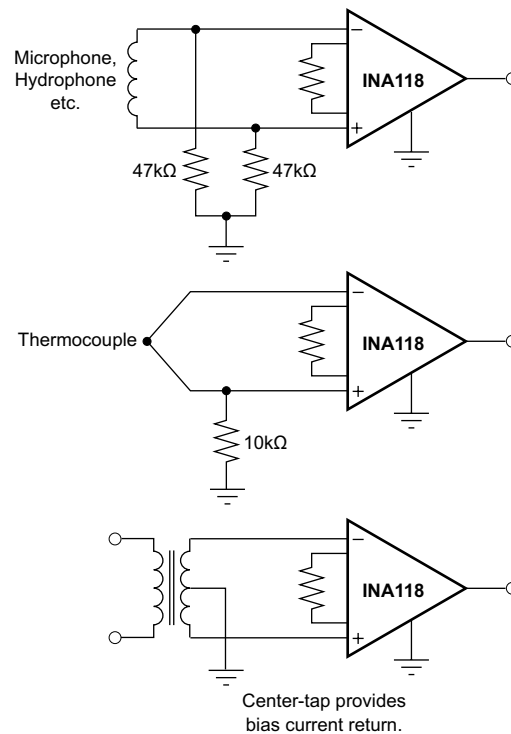 Microphone,
Hydrophone
etc.
−
INA118
+
47kΩ
47kΩ
Thermocouple
−
INA118
+
10kΩ
−
INA118
+
Center-tap provides
bias current return.